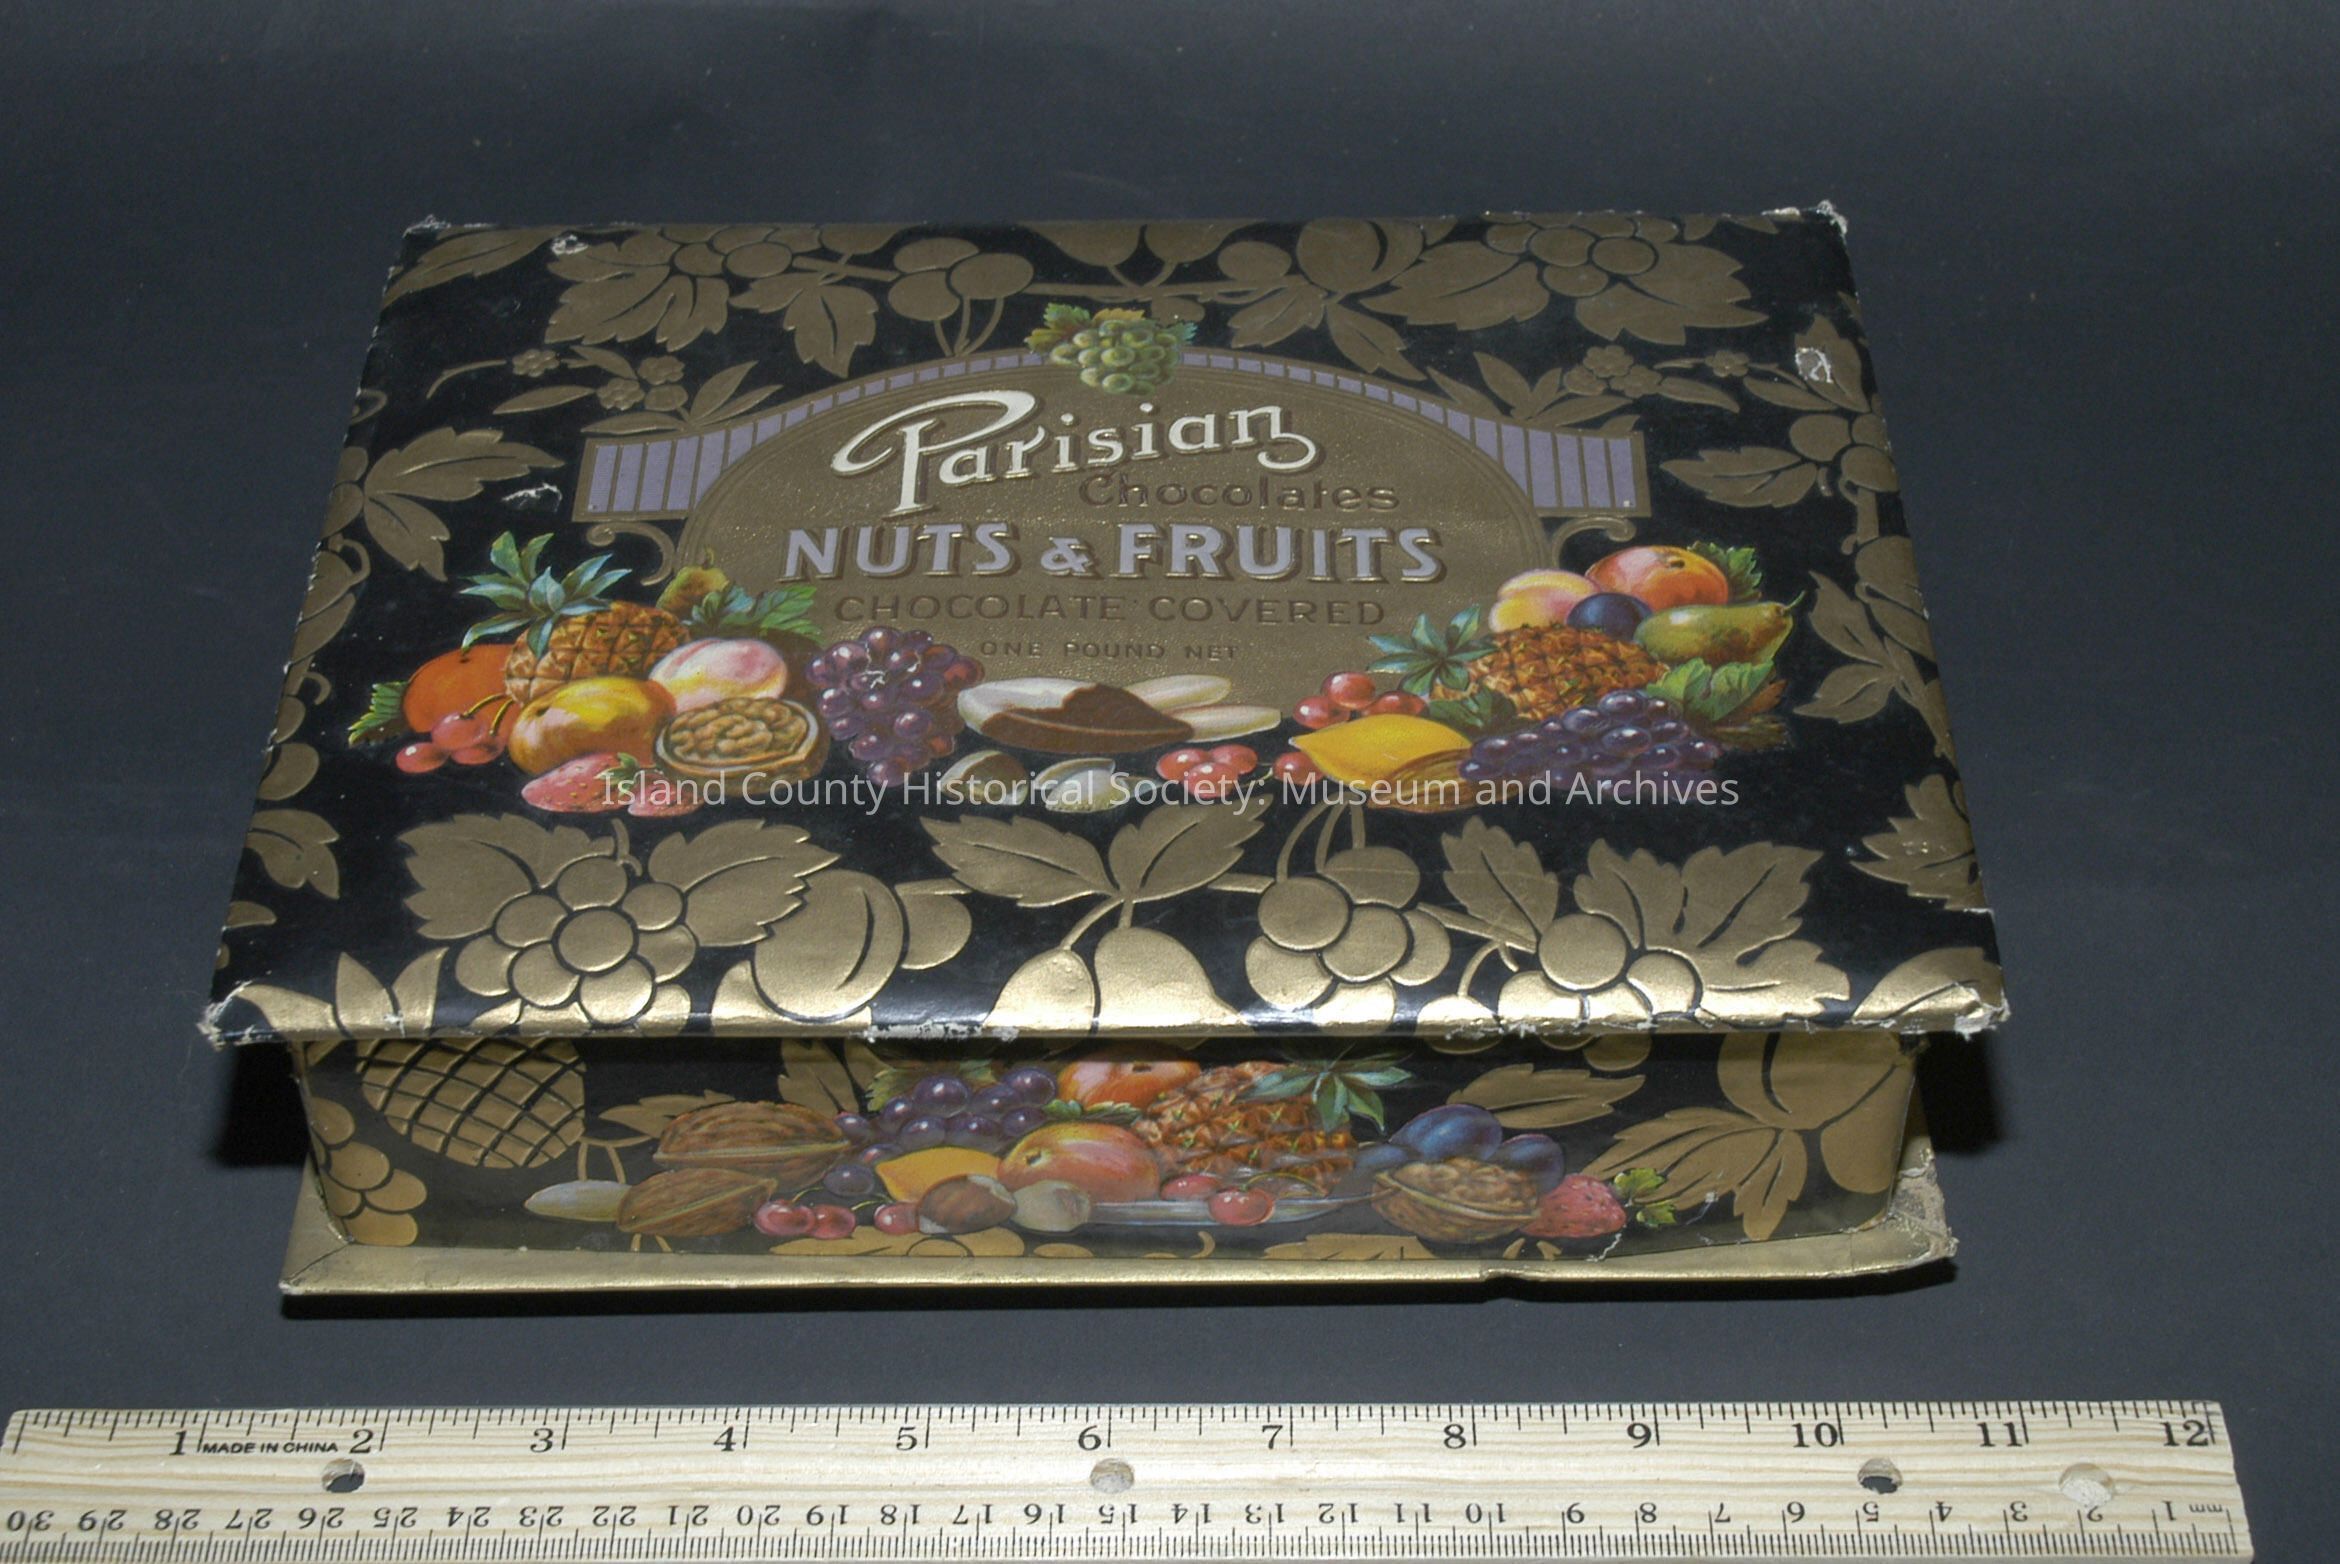 Parisian
Chocolates
NUTS & FRUITS
CHOCOLATE COVERED
ONE POUND NET
Island County Historical Society: Museum and Archives
1 MADE IN CHINA 2 3 4 5 6 7 8 9 10 11 12
30 29 28 27 26 25 24 23 22 21 20 19 18 17 16 15 14 13 12 11 10 9 8 7 6 5 4 3 2 1 mm